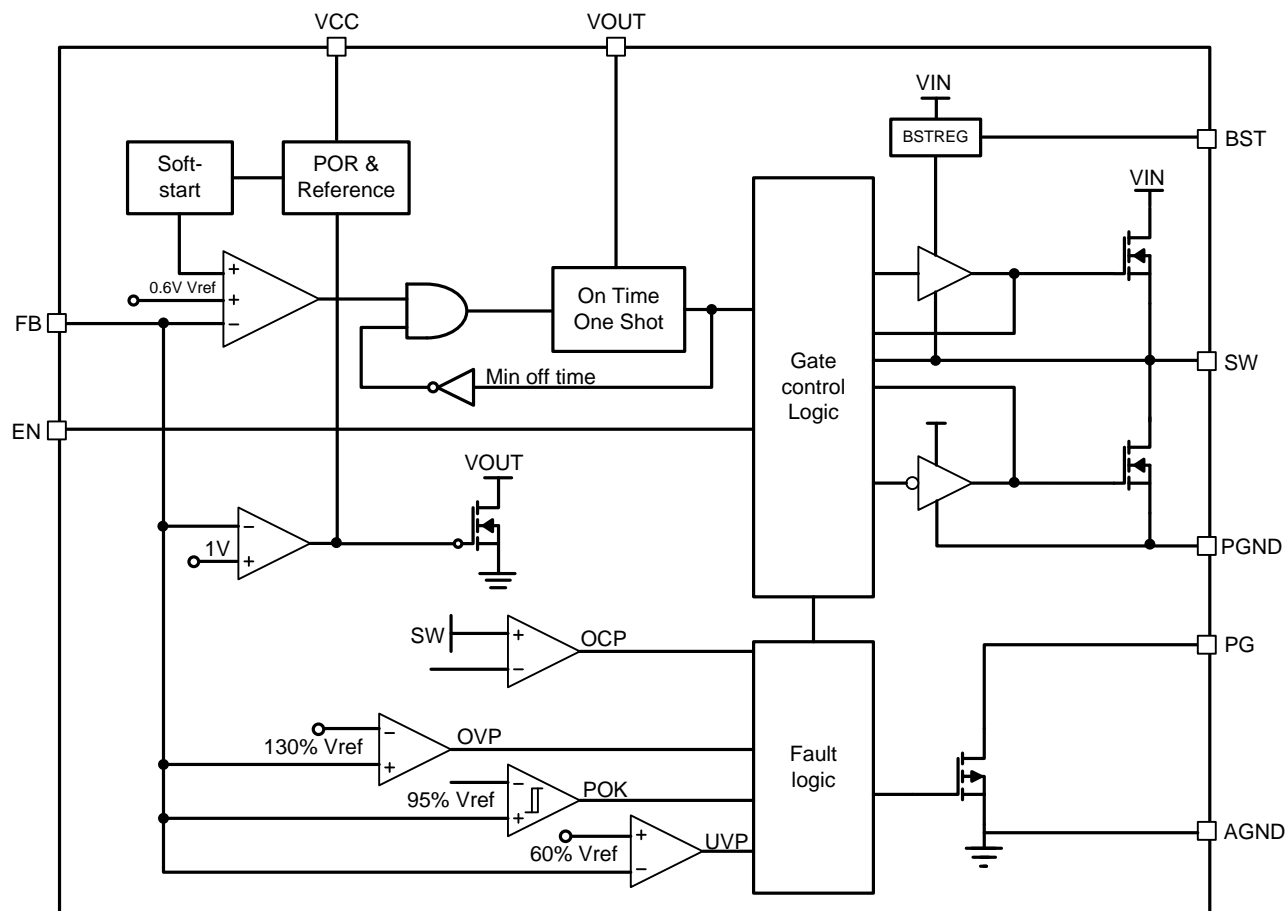 VCC
VOUT
VIN
BSTREG
BST
Soft-
start
POR &
Reference
VIN
+
0.6V Vref
+
−
FB
On Time
One Shot
Min off time
Gate
control
Logic
SW
EN
VOUT
−
1V
+
PGND
SW
+
−
OCP
PG
130% Vref
−
+
OVP
Fault
logic
95% Vref
−
+
POK
60% Vref
+
−
UVP
AGND